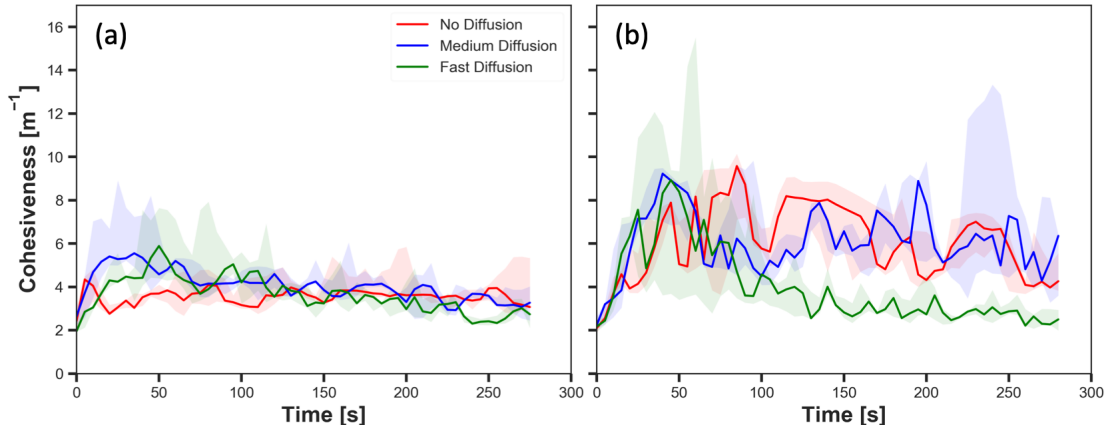 (a)
No Diffusion
Medium Diffusion
Fast Diffusion
(b)
Cohesiveness [m⁻¹]
16
14
12
10
8
6
4
2
0
0 50 100 150 200 250 300
0 50 100 150 200 250 300
Time [s]
Time [s]